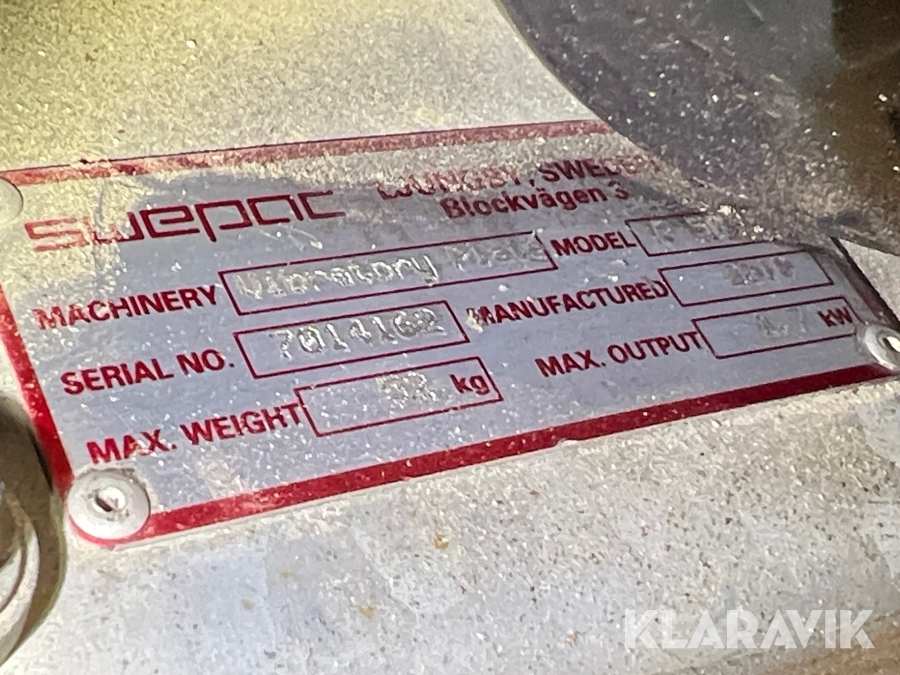 swepac LJUNGBY, SWEDEN
Blockvägen 3
MACHINERY Vibratory Plate MODEL
SERIAL NO. 7014162 MANUFACTURED
MAX. WEIGHT kg MAX. OUTPUT kW
KLARAVIK